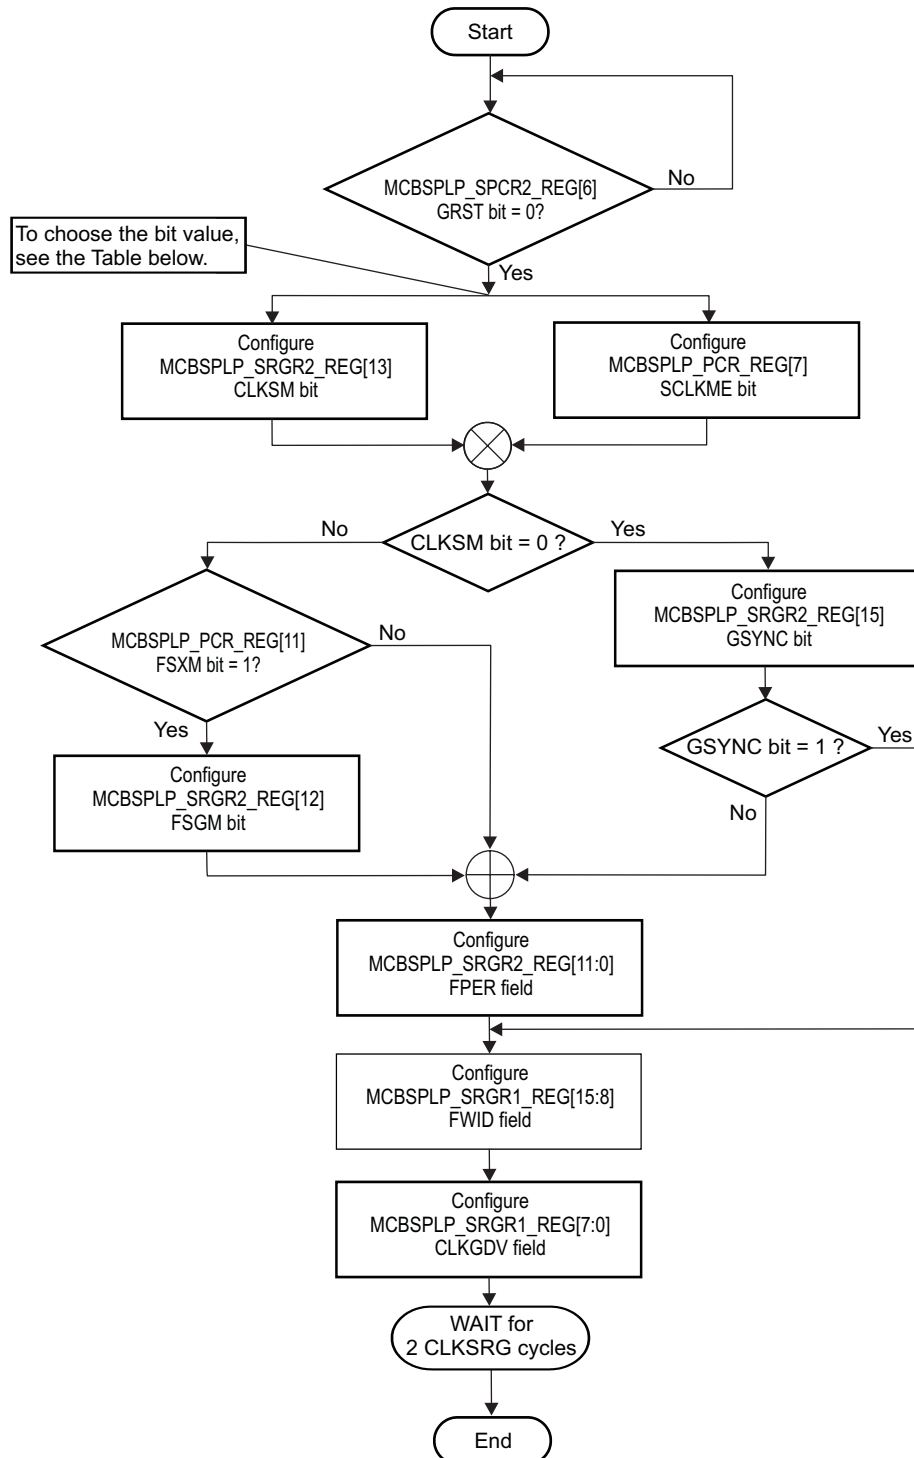 Start
MCBSPLP_SPCR2_REG[6]
GRST bit = 0?
No
To choose the bit value,
see the Table below.
Yes
Configure
MCBSPLP_SRGR2_REG[13]
CLKSM bit
Configure
MCBSPLP_PCR_REG[7]
SCLKME bit
No
CLKSM bit = 0 ?
Yes
MCBSPLP_PCR_REG[11]
FSXM bit = 1?
No
Configure
MCBSPLP_SRGR2_REG[15]
GSYNC bit
Yes
GSYNC bit = 1 ?
Yes
Configure
MCBSPLP_SRGR2_REG[12]
FSGM bit
No
Configure
MCBSPLP_SRGR2_REG[11:0]
FPER field
Configure
MCBSPLP_SRGR1_REG[15:8]
FWID field
Configure
MCBSPLP_SRGR1_REG[7:0]
CLKGDV field
WAIT for
2 CLKSRG cycles
End